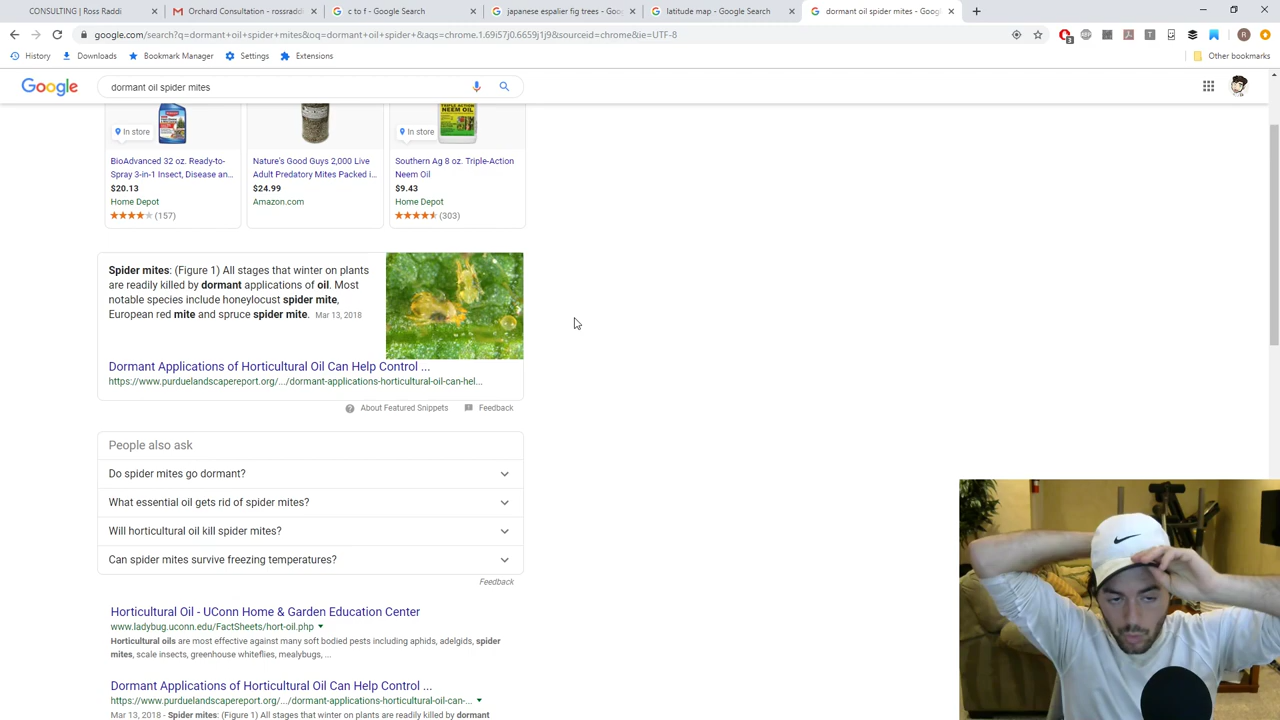 CONSULTING | Ross Raddi
Orchard Consulting - rossraddi
c to f - Google Search
japanese espalier fig trees - Goo
latitude map - Google Search
dormant oil spider mites - Goog
google.com/search?q=dormant+oil+spider+mites&oq=dormant+oil+spider+&aqs=chrome.1.69i57j0.6659j1j9&sourceid=chrome&ie=UTF-8
3
History
Downloads
Bookmark Manager
Settings
Extensions
Other bookmarks
Google
dormant oil spider mites
In store
In store
BioAdvanced 32 oz. Ready-to-
Spray 3-in-1 Insect, Disease an...
$20.13
Home Depot
(157)
Nature's Good Guys 2,000 Live
Adult Predatory Mites Packed i...
$24.99
Amazon.com
TRIPLE ACTION
NEEM OIL
Southern Ag 8 oz. Triple-Action
Neem Oil
$9.43
Home Depot
(303)
Spider mites: (Figure 1) All stages that winter on plants
are readily killed by dormant applications of oil. Most
notable species include honeylocust spider mite,
European red mite and spruce spider mite. Mar 13, 2018
Dormant Applications of Horticultural Oil Can Help Control ...
https://www.purduelandscapereport.org/.../dormant-applications-horticultural-oil-can-hel...
About Featured Snippets
Feedback
People also ask
Do spider mites go dormant?
What essential oil gets rid of spider mites?
Will horticultural oil kill spider mites?
Can spider mites survive freezing temperatures?
Feedback
Horticultural Oil - UConn Home & Garden Education Center
www.ladybug.uconn.edu/FactSheets/hort-oil.php
Horticultural oils are most effective against many soft bodied pests including aphids, adelgids, spider
mites, scale insects, greenhouse whiteflies, mealybugs, ...
Dormant Applications of Horticultural Oil Can Help Control ...
https://www.purduelandscapereport.org/.../dormant-applications-horticultural-oil-can-...
Mar 13, 2018 - Spider mites: (Figure 1) All stages that winter on plants are readily killed by dormant